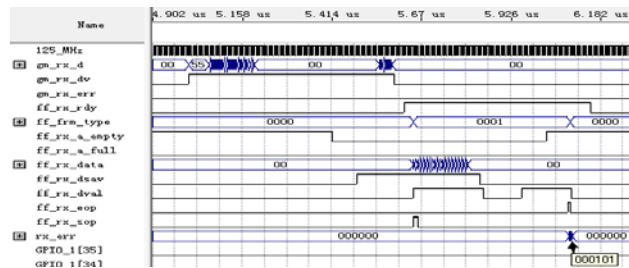 Name 4.902 us 5.158 us 5.414 us 5.67 us 5.926 us 6.182 us
125_MHz
gm_rx_d 00 55 00 00
gm_rx_dv
gm_rx_err
ff_rx_rdy
ff_frm_type 0000 0001 0000
ff_rx_a_empty
ff_rx_a_full
ff_rx_data 00 00
ff_rx_dsav
ff_rx_dval
ff_rx_eop
ff_rx_sop
rx_err 000000 000000
GPIO_1[35]
GPIO_1[34]
000101